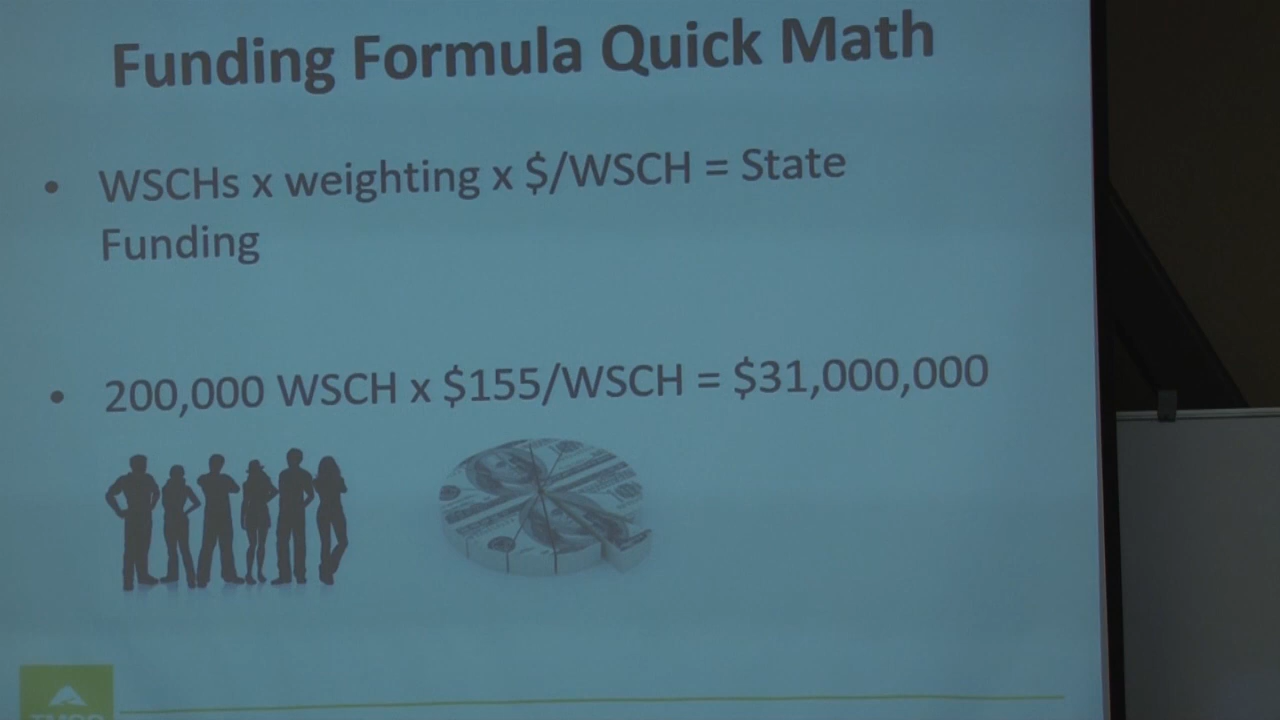 Funding Formula Quick Math
• WSCHs x weighting x $/WSCH = State
Funding
• 200,000 WSCH x $155/WSCH = $31,000,000